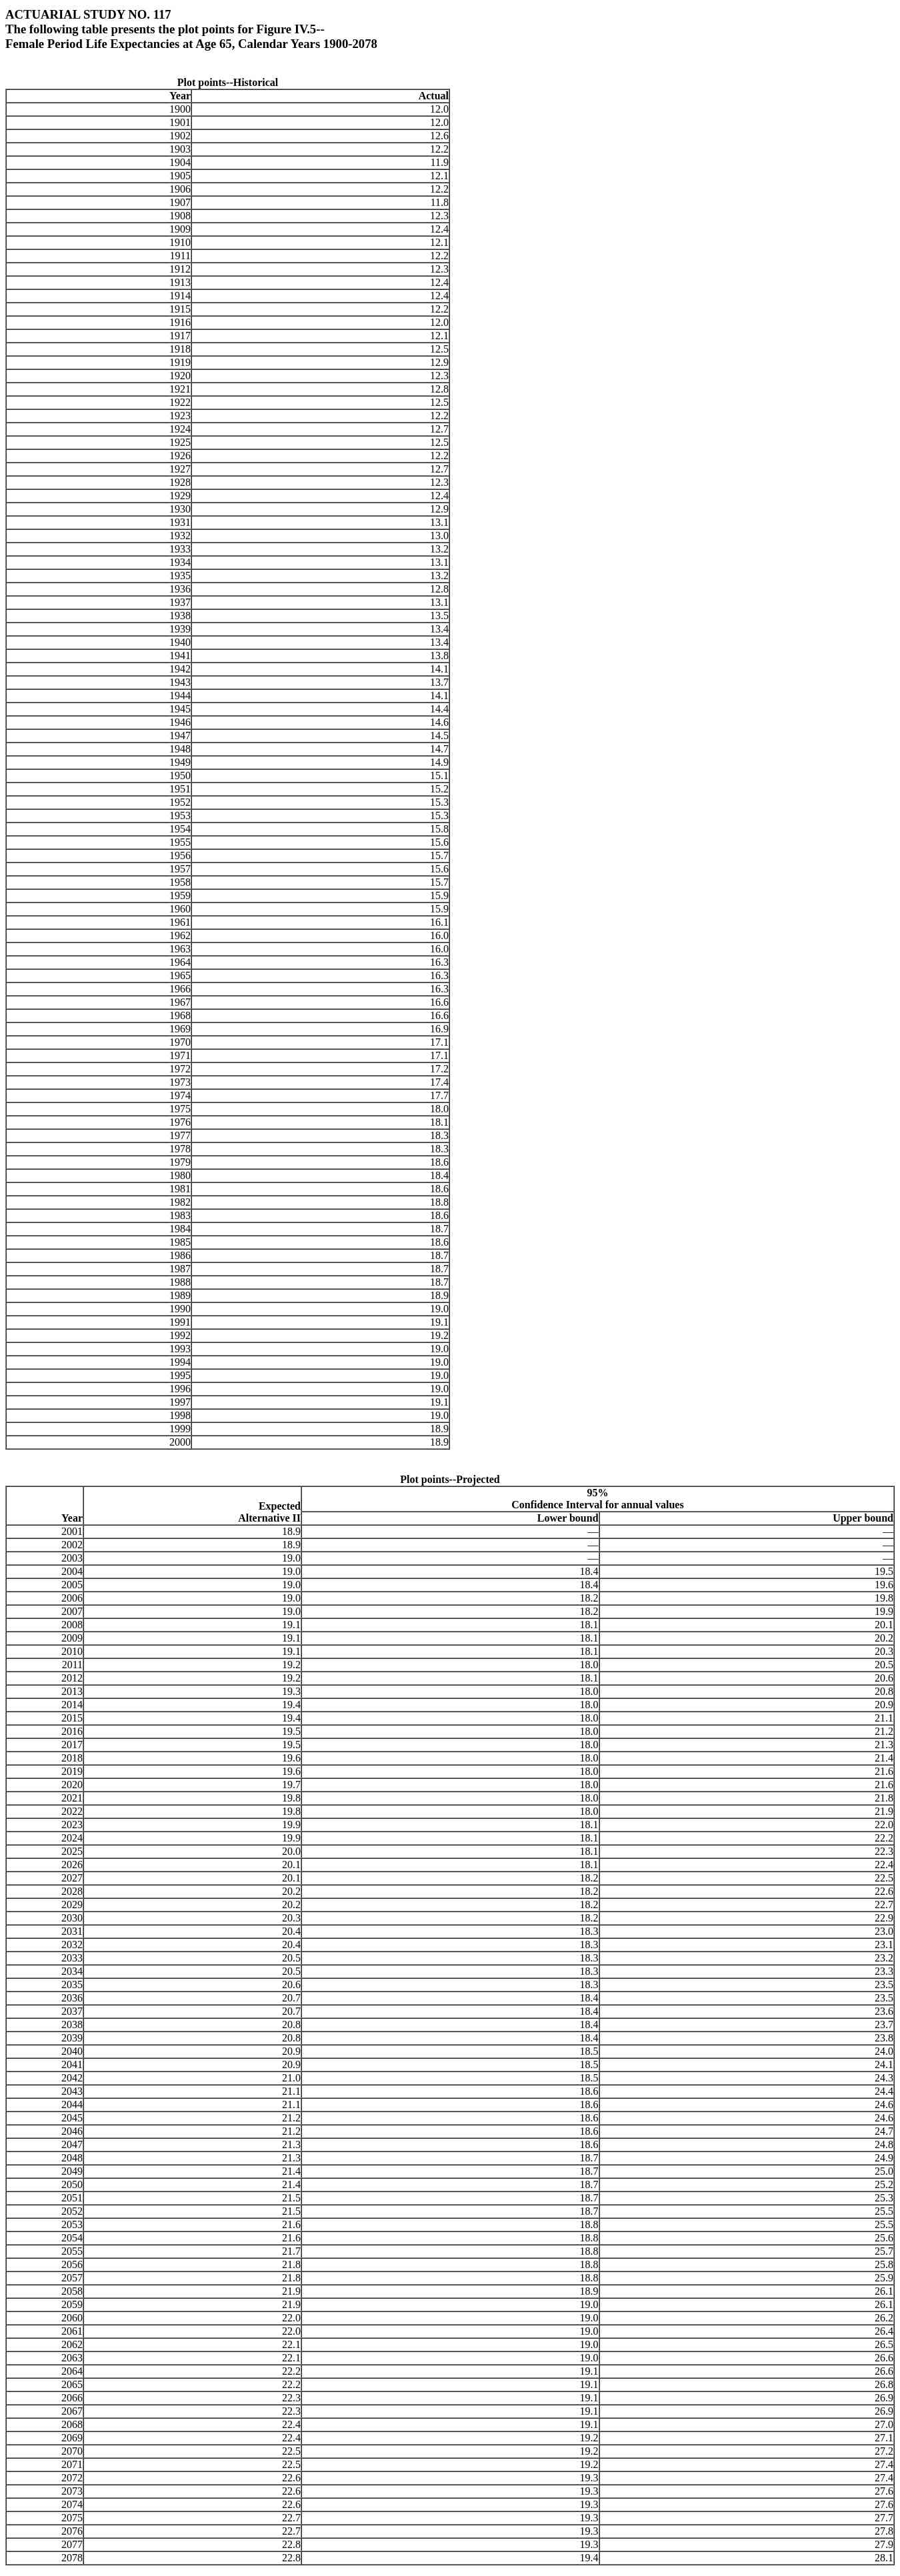 ACTUARIAL STUDY NO. 117
The following table presents the plot points for Figure IV.5--
Female Period Life Expectancies at Age 65, Calendar Years 1900-2078
Plot points--Historical
Year Actual
1900 12.0
1901 12.0
1902 12.6
1903 12.2
1904 11.9
1905 12.1
1906 12.2
1907 11.8
1908 12.3
1909 12.4
1910 12.1
1911 12.2
1912 12.3
1913 12.4
1914 12.4
1915 12.2
1916 12.0
1917 12.1
1918 12.5
1919 12.9
1920 12.3
1921 12.8
1922 12.5
1923 12.2
1924 12.7
1925 12.5
1926 12.2
1927 12.7
1928 12.3
1929 12.4
1930 12.9
1931 13.1
1932 13.0
1933 13.2
1934 13.1
1935 13.2
1936 12.8
1937 13.1
1938 13.5
1939 13.4
1940 13.4
1941 13.8
1942 14.1
1943 13.7
1944 14.1
1945 14.4
1946 14.6
1947 14.5
1948 14.7
1949 14.9
1950 15.1
1951 15.2
1952 15.3
1953 15.3
1954 15.8
1955 15.6
1956 15.7
1957 15.6
1958 15.7
1959 15.9
1960 15.9
1961 16.1
1962 16.0
1963 16.0
1964 16.3
1965 16.3
1966 16.3
1967 16.6
1968 16.6
1969 16.9
1970 17.1
1971 17.1
1972 17.2
1973 17.4
1974 17.7
1975 18.0
1976 18.1
1977 18.3
1978 18.3
1979 18.6
1980 18.4
1981 18.6
1982 18.8
1983 18.6
1984 18.7
1985 18.6
1986 18.7
1987 18.7
1988 18.7
1989 18.9
1990 19.0
1991 19.1
1992 19.2
1993 19.0
1994 19.0
1995 19.0
1996 19.0
1997 19.1
1998 19.0
1999 18.9
2000 18.9
Plot points--Projected
95%
Expected Confidence Interval for annual values
Year Alternative II Lower bound Upper bound
2001 18.9 — —
2002 18.9 — —
2003 19.0 — —
2004 19.0 18.4 19.5
2005 19.0 18.4 19.6
2006 19.0 18.2 19.8
2007 19.0 18.2 19.9
2008 19.1 18.1 20.1
2009 19.1 18.1 20.2
2010 19.1 18.1 20.3
2011 19.2 18.0 20.5
2012 19.2 18.1 20.6
2013 19.3 18.0 20.8
2014 19.4 18.0 20.9
2015 19.4 18.0 21.1
2016 19.5 18.0 21.2
2017 19.5 18.0 21.3
2018 19.6 18.0 21.4
2019 19.6 18.0 21.6
2020 19.7 18.0 21.6
2021 19.8 18.0 21.8
2022 19.8 18.0 21.9
2023 19.9 18.1 22.0
2024 19.9 18.1 22.2
2025 20.0 18.1 22.3
2026 20.1 18.1 22.4
2027 20.1 18.2 22.5
2028 20.2 18.2 22.6
2029 20.2 18.2 22.7
2030 20.3 18.2 22.9
2031 20.4 18.3 23.0
2032 20.4 18.3 23.1
2033 20.5 18.3 23.2
2034 20.5 18.3 23.3
2035 20.6 18.3 23.5
2036 20.7 18.4 23.5
2037 20.7 18.4 23.6
2038 20.8 18.4 23.7
2039 20.8 18.4 23.8
2040 20.9 18.5 24.0
2041 20.9 18.5 24.1
2042 21.0 18.5 24.3
2043 21.1 18.6 24.4
2044 21.1 18.6 24.6
2045 21.2 18.6 24.6
2046 21.2 18.6 24.7
2047 21.3 18.6 24.8
2048 21.3 18.7 24.9
2049 21.4 18.7 25.0
2050 21.4 18.7 25.2
2051 21.5 18.7 25.3
2052 21.5 18.7 25.5
2053 21.6 18.8 25.5
2054 21.6 18.8 25.6
2055 21.7 18.8 25.7
2056 21.8 18.8 25.8
2057 21.8 18.8 25.9
2058 21.9 18.9 26.1
2059 21.9 19.0 26.1
2060 22.0 19.0 26.2
2061 22.0 19.0 26.4
2062 22.1 19.0 26.5
2063 22.1 19.0 26.6
2064 22.2 19.1 26.6
2065 22.2 19.1 26.8
2066 22.3 19.1 26.9
2067 22.3 19.1 26.9
2068 22.4 19.1 27.0
2069 22.4 19.2 27.1
2070 22.5 19.2 27.2
2071 22.5 19.2 27.4
2072 22.6 19.3 27.4
2073 22.6 19.3 27.6
2074 22.6 19.3 27.6
2075 22.7 19.3 27.7
2076 22.7 19.3 27.8
2077 22.8 19.3 27.9
2078 22.8 19.4 28.1